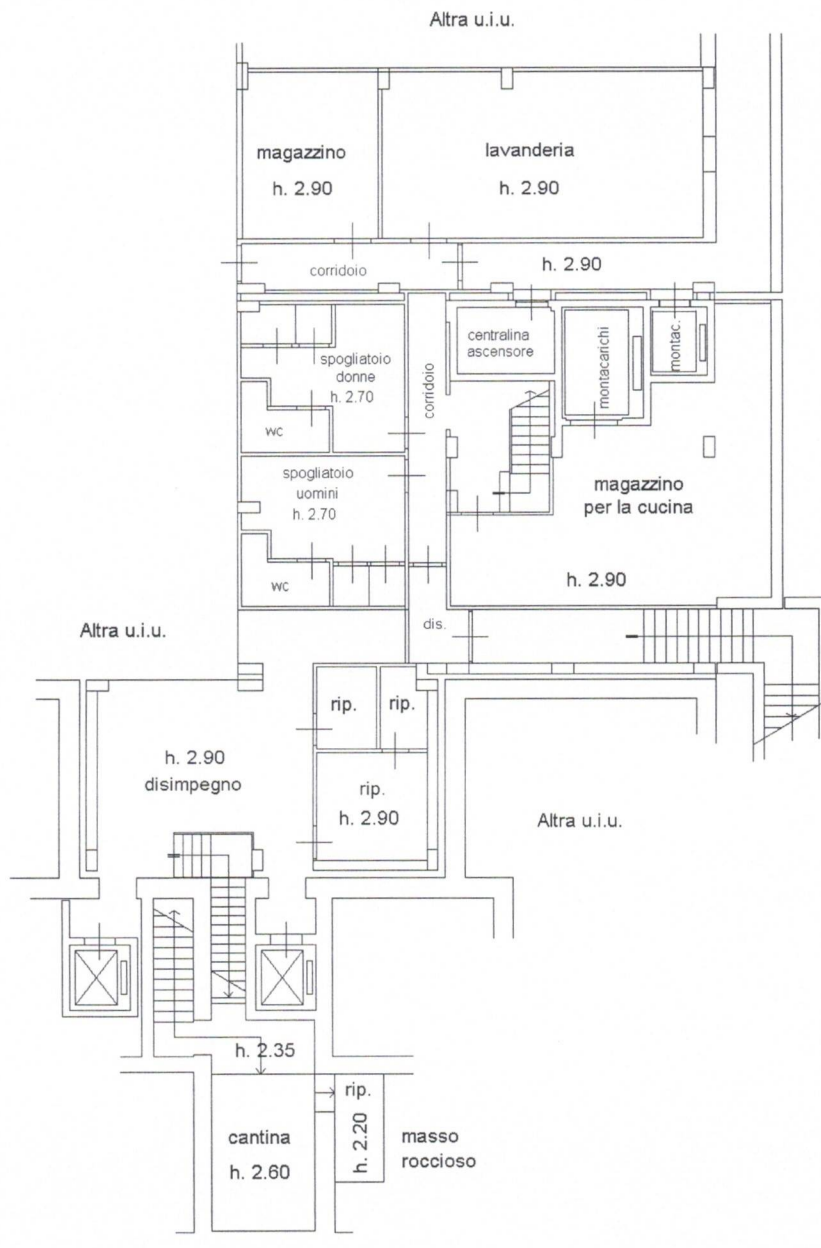 Altra u.i.u.
magazzino
h. 2.90
lavanderia
h. 2.90
corridoio
h. 2.90
spogliatoio
donne
h. 2.70
wc
corridoio
centralina
ascensore
montacarichi
montac.
spogliatoio
uomini
h. 2.70
wc
magazzino
per la cucina
h. 2.90
Altra u.i.u.
dis.
rip.
rip.
h. 2.90
disimpegno
rip.
h. 2.90
Altra u.i.u.
h. 2.35
rip.
h. 2.20
cantina
h. 2.60
masso
roccioso